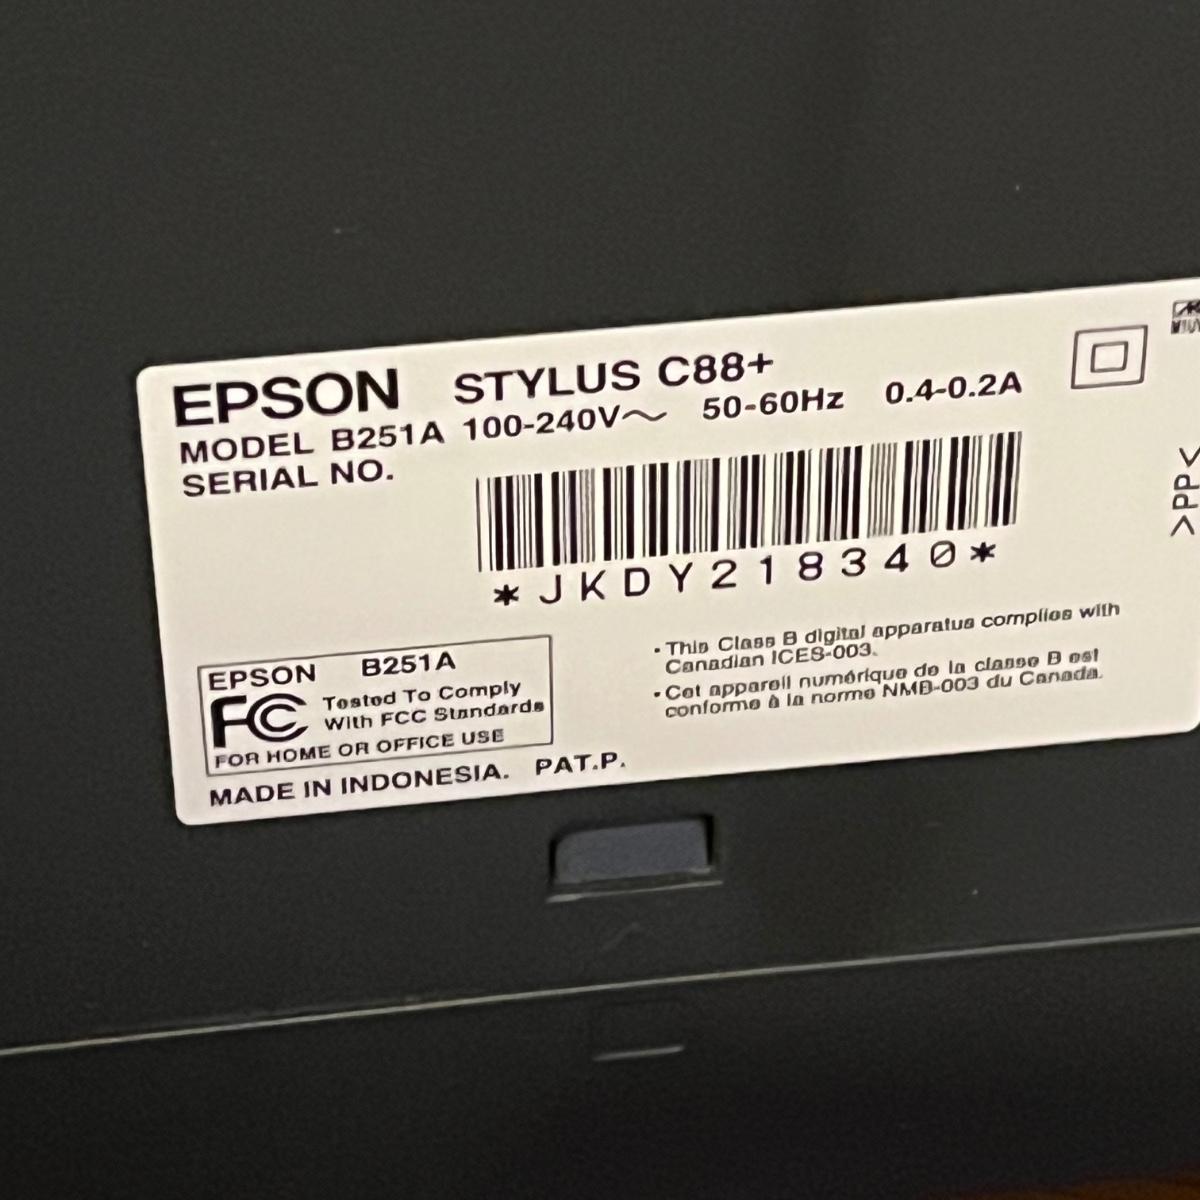 EPSON STYLUS C88+
MODEL B251A 100-240V～ 50-60Hz 0.4-0.2A
SERIAL NO.
*JKDY218340*
>PP<
EPSON B251A
FC Tested To Comply
With FCC Standards
FOR HOME OR OFFICE USE
MADE IN INDONESIA. PAT.P.
• This Class B digital apparatus complies with
Canadian ICES-003.
• Cet appareil numérique de la classe B est
conforme à la norme NMB-003 du Canada.